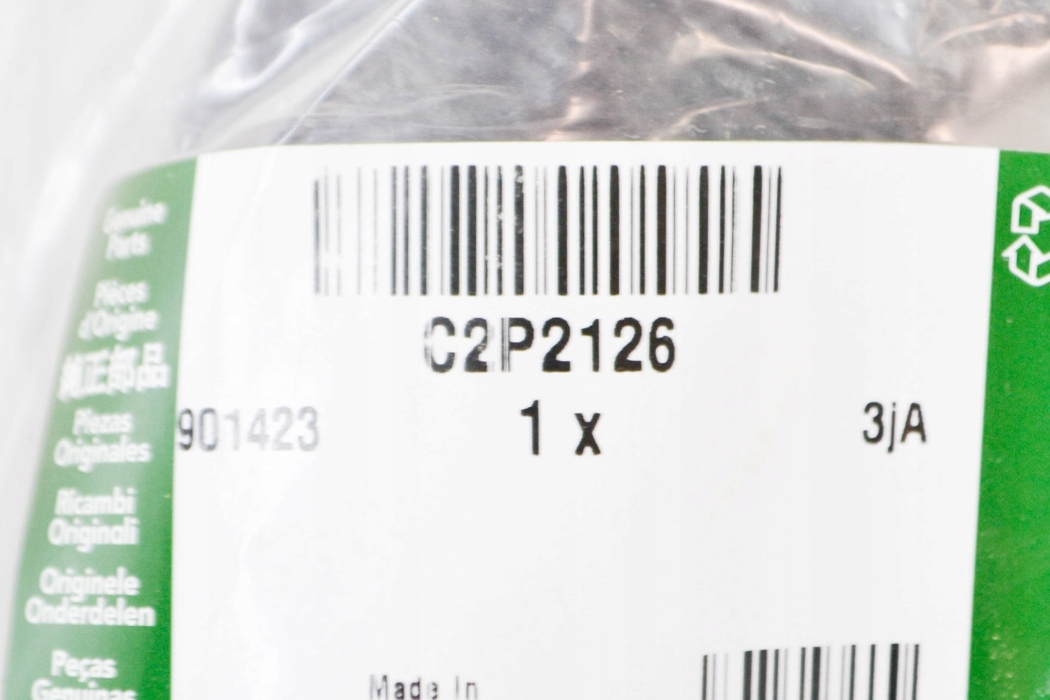 Genuine
Parts
Pièces
d'Origine
純正部品
Piezas
Originales
Ricambi
Originali
Originele
Onderdelen
Peças
Genuinas
C2P2126
901423 1 x 3jA
Made In